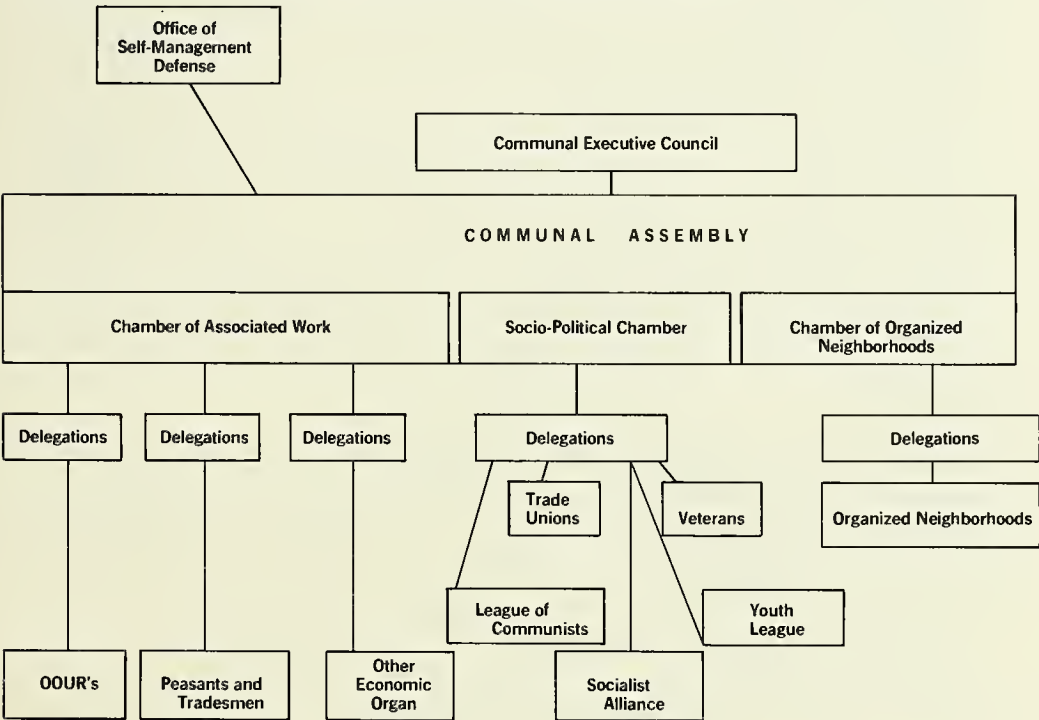 Office of
Self-Management
Defense
Communal Executive Council
COMMUNAL ASSEMBLY
Chamber of Associated Work
Socio-Political Chamber
Chamber of Organized
Neighborhoods
Delegations
Delegations
Delegations
Delegations
Delegations
Trade
Unions
Veterans
Organized Neighborhoods
League of
Communists
Youth
League
OOUR's
Peasants and
Tradesmen
Other
Economic
Organ
Socialist
Alliance